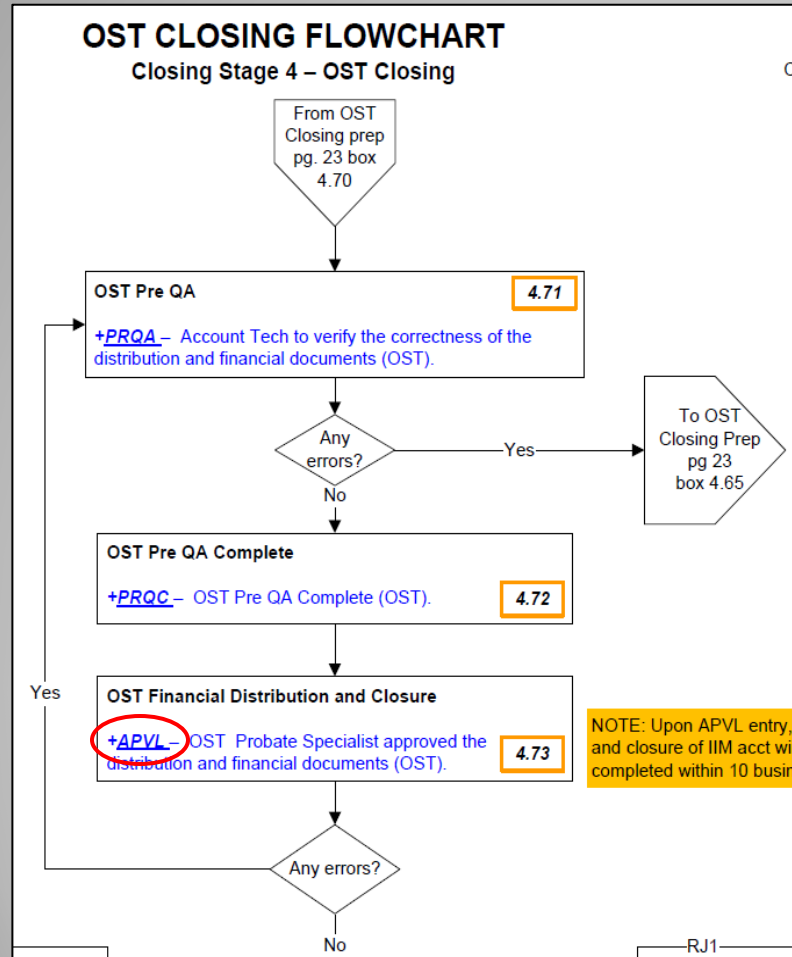 OST CLOSING FLOWCHART
Closing Stage 4 – OST Closing
From OST
Closing prep
pg. 23 box
4.70
OST Pre QA
4.71
+PRQA – Account Tech to verify the correctness of the
distribution and financial documents (OST).
Any
errors?
Yes
To OST
Closing Prep
pg 23
box 4.65
No
OST Pre QA Complete
+PRQC – OST Pre QA Complete (OST).
4.72
Yes
OST Financial Distribution and Closure
+APVL – OST Probate Specialist approved the
distribution and financial documents (OST).
4.73
NOTE: Upon APVL entry,
and closure of IIM acct
completed within 10
Any errors?
No
RJ1